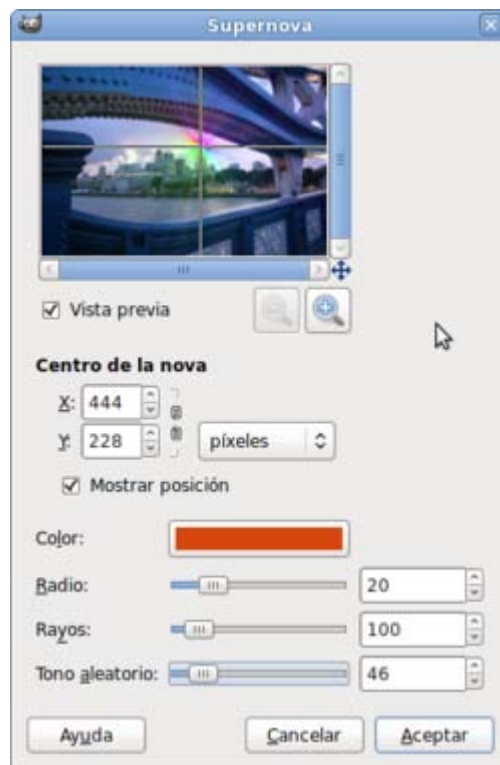 Supernova
Vista previa
Centro de la nova
X: 444
Y: 228 píxeles
Mostrar posición
Color:
Radio: 20
Rayos: 100
Tono aleatorio: 46
Ayuda Cancelar Aceptar